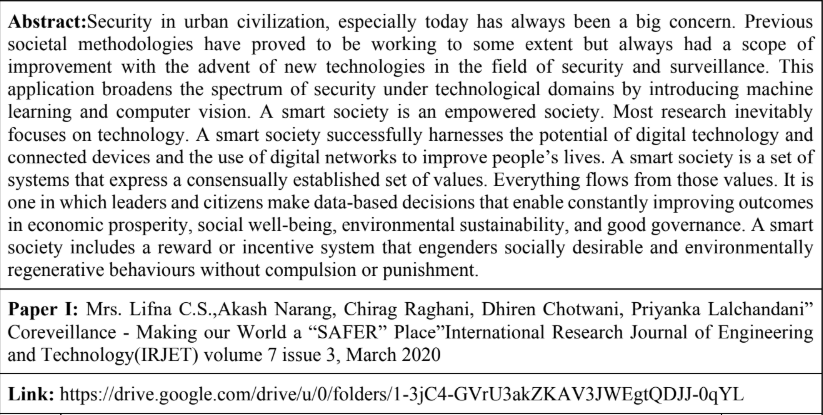 Abstract:Security in urban civilization, especially today has always been a big concern. Previous
societal methodologies have proved to be working to some extent but always had a scope of
improvement with the advent of new technologies in the field of security and surveillance. This
application broadens the spectrum of security under technological domains by introducing machine
learning and computer vision. A smart society is an empowered society. Most research inevitably
focuses on technology. A smart society successfully harnesses the potential of digital technology and
connected devices and the use of digital networks to improve people’s lives. A smart society is a set of
systems that express a consensually established set of values. Everything flows from those values. It is
one in which leaders and citizens make data-based decisions that enable constantly improving outcomes
in economic prosperity, social well-being, environmental sustainability, and good governance. A smart
society includes a reward or incentive system that engenders socially desirable and environmentally
regenerative behaviours without compulsion or punishment.
Paper I: Mrs. Lifna C.S.,Akash Narang, Chirag Raghani, Dhiren Chotwani, Priyanka Lalchandani”
Coreveillance - Making our World a “SAFER” Place”International Research Journal of Engineering
and Technology(IRJET) volume 7 issue 3, March 2020
Link: https://drive.google.com/drive/u/0/folders/1-3jC4-GVrU3akZKAV3JWEgtQDJJ-0qYL